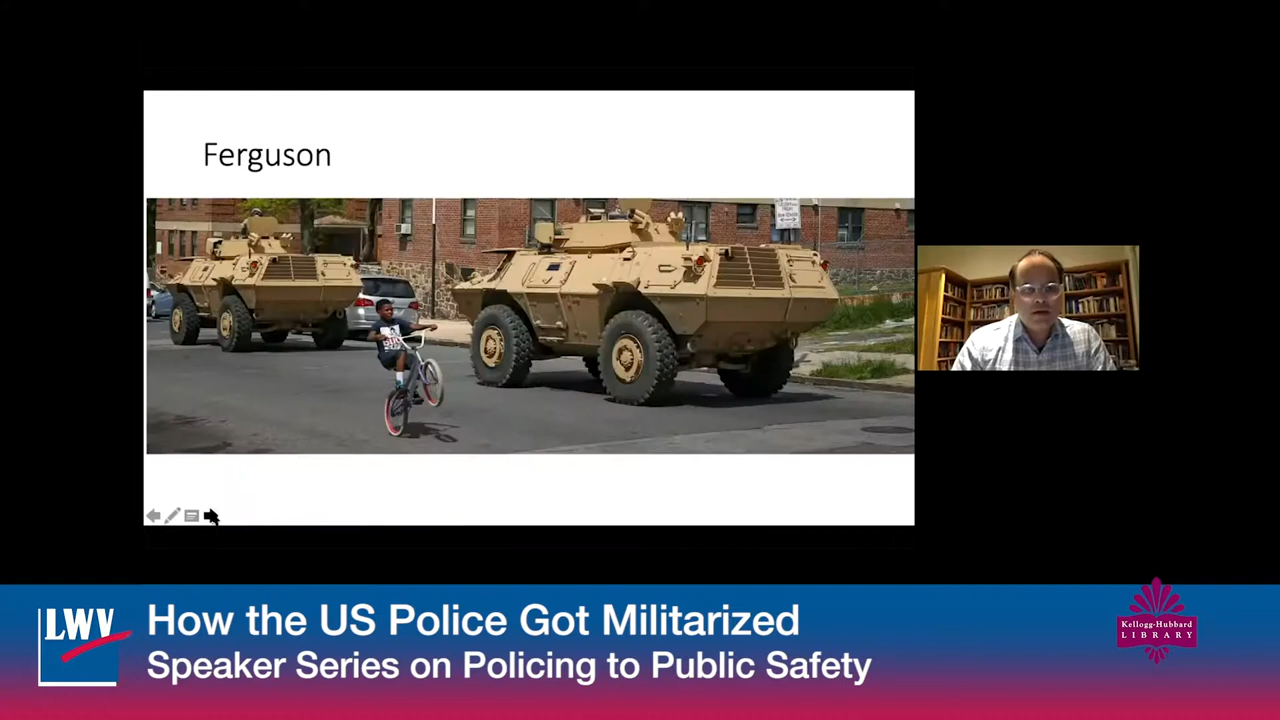 Ferguson
LWV
How the US Police Got Militarized
Speaker Series on Policing to Public Safety
Kellogg-Hubbard
LIBRARY